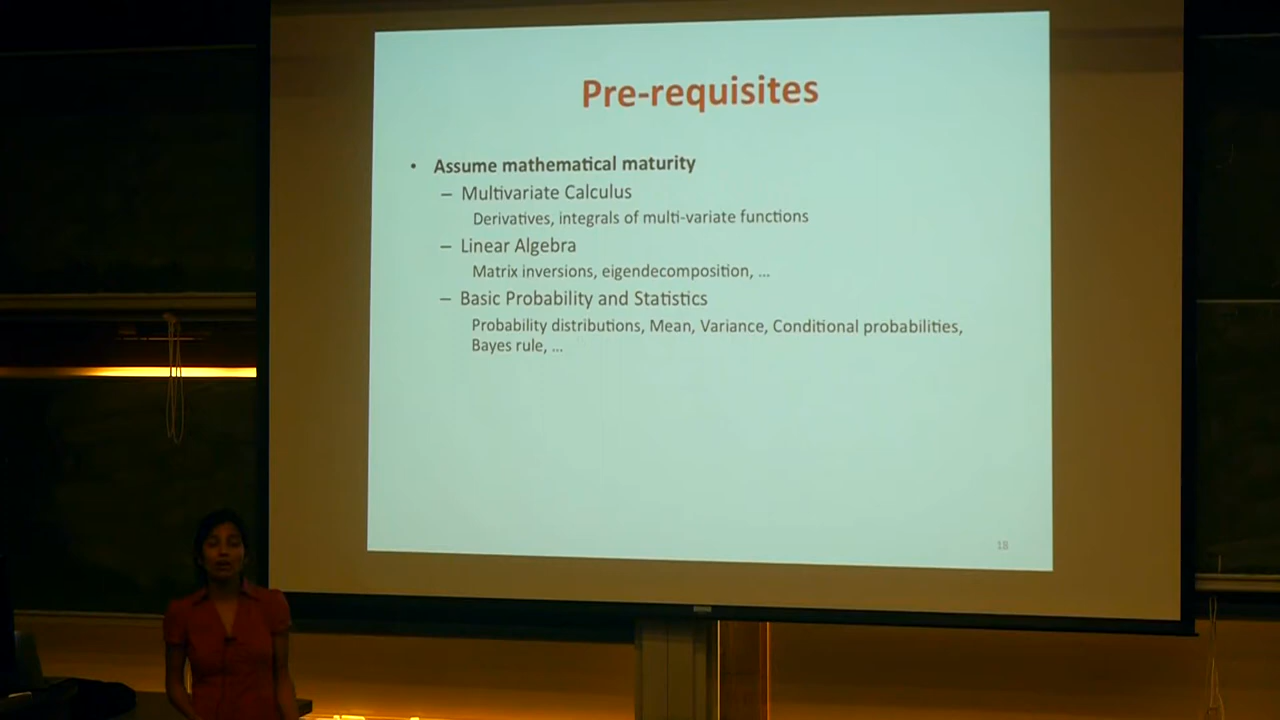 Pre-requisites
• Assume mathematical maturity
– Multivariate Calculus
Derivatives, integrals of multi-variate functions
– Linear Algebra
Matrix inversions, eigendecomposition, ...
– Basic Probability and Statistics
Probability distributions, Mean, Variance, Conditional probabilities,
Bayes rule, ...
18